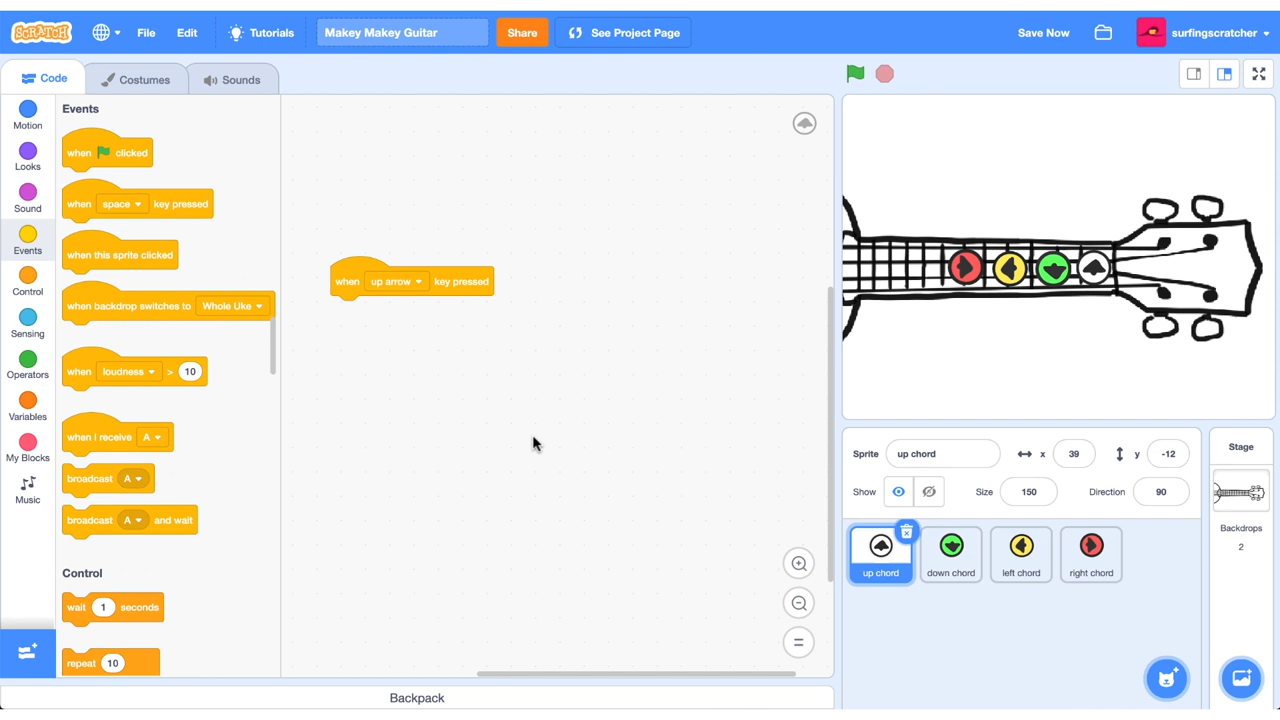 SCRATCH File Edit Tutorials Makey Makey Guitar Share See Project Page Save Now surfingscratcher
Code Costumes Sounds
Motion
Looks
Sound
Events
Control
Sensing
Operators
Variables
My Blocks
Music
Events
when clicked
when space key pressed
when this sprite clicked
when backdrop switches to Whole Uke
when loudness > 10
when I receive A
broadcast A
broadcast A and wait
Control
wait 1 seconds
repeat 10
when up arrow key pressed
Backpack
Sprite up chord x 39 y -12
Show Size 150 Direction 90
up chord down chord left chord right chord
Stage
Backdrops
2